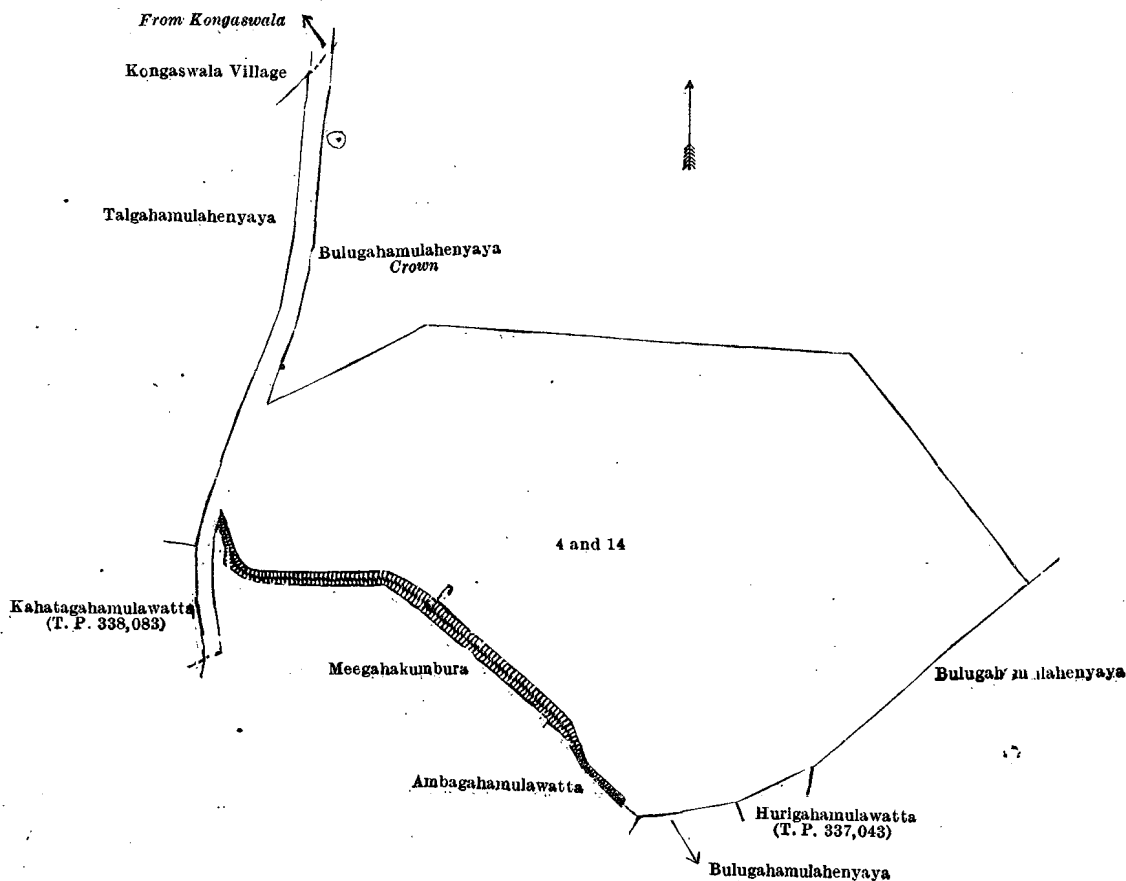 From Kongaswala
Kongaswala Village
Talgahamulahenyaya
Bulugahamulahenyaya
Crown
4 and 14
Kahatagahamulawatta
(T. P. 338,083)
Meegahakumbura
Ambagahamulawatta
Hurigahamulawatta
(T. P. 337,043)
Bulugahamulahenyaya